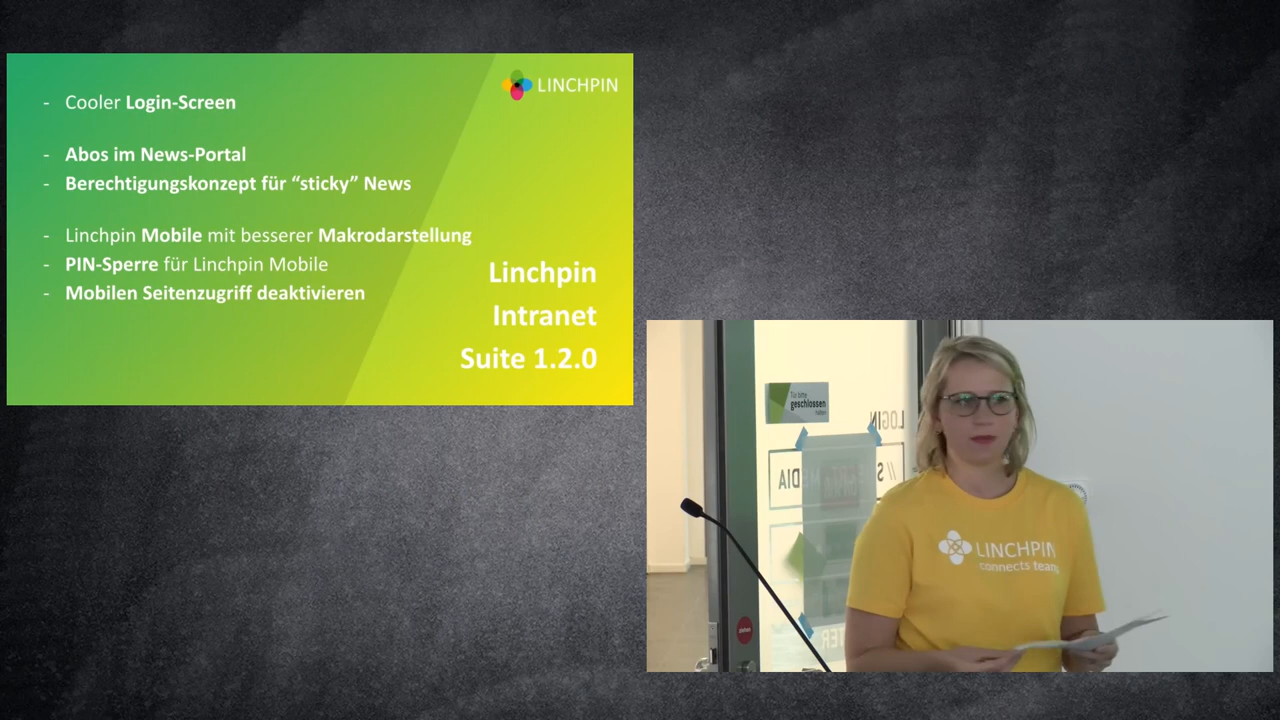 LINCHPIN
- Cooler Login-Screen
- Abos im News-Portal
- Berechtigungskonzept für “sticky” News
- Linchpin Mobile mit besserer Makrodarstellung
- PIN-Sperre für Linchpin Mobile
- Mobilen Seitenzugriff deaktivieren
Linchpin
Intranet
Suite 1.2.0
geschlossen
LOGIN
LINCHPIN
connects teams